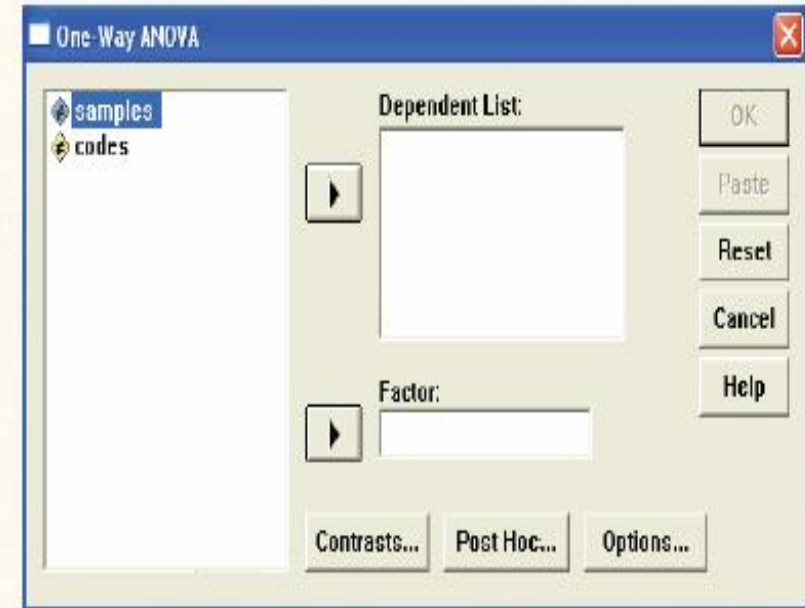 One-Way ANOVA
samples
codes
Dependent List:
OK
Paste
Reset
Cancel
Help
Factor:
Contrasts...
Post Hoc...
Options...